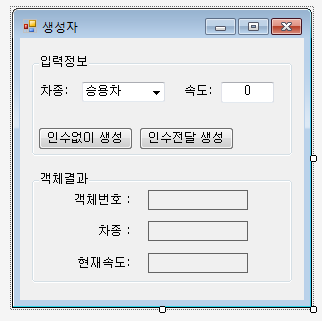 생성자
입력정보
차종: 승용차 속도: 0
인수없이 생성 인수전달 생성
객체결과
객체번호 :
차종 :
현재속도: